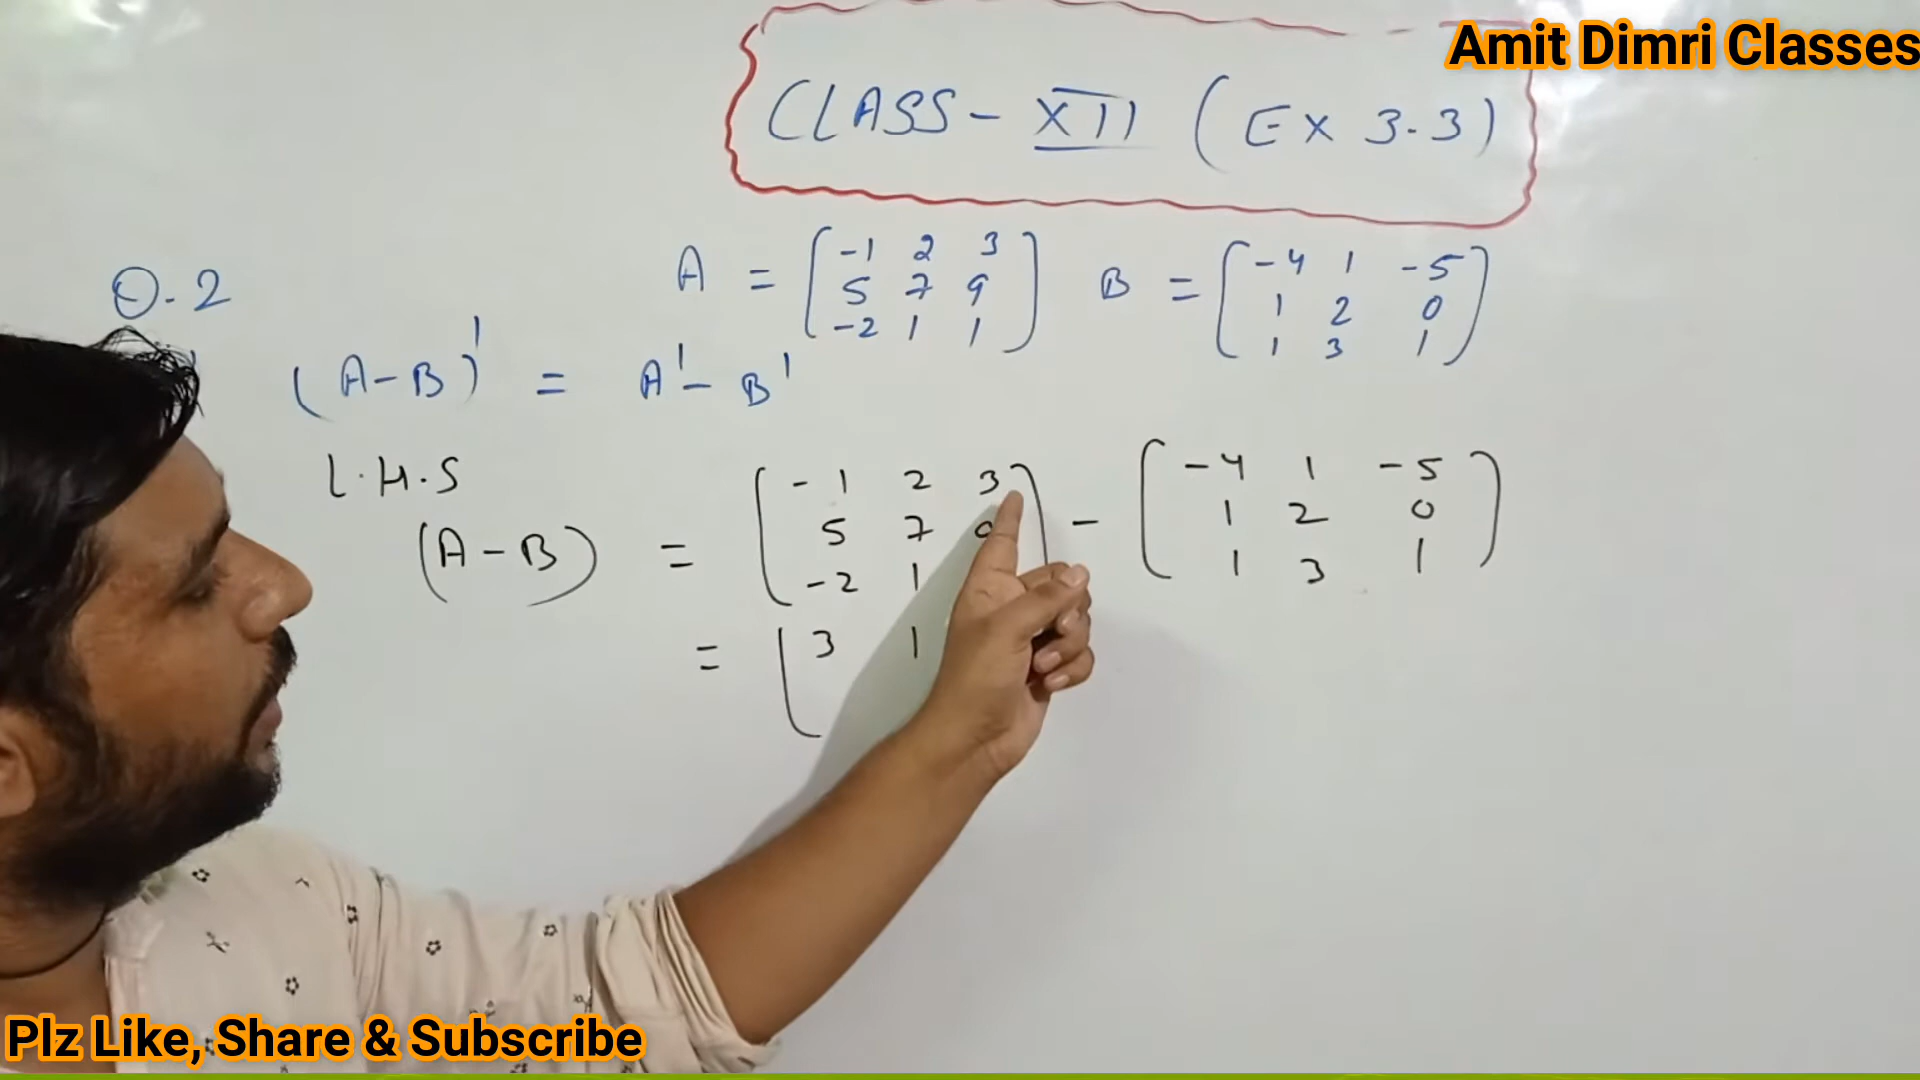 Amit Dimri Classes
CLASS - XII ( EX 3.3)
Q.2
A = [ -1 2 3
5 7 9
-2 1 1 ]
B = [ -4 1 -5
1 2 0
1 3 1 ]
(A-B)' = A' - B'
L.H.S
(A-B) = [ -1 2 3
5 7
-2 1
- [ -4 1 -5
1 2 0
1 3 1 ]
= [ 3 1
Plz Like, Share & Subscribe